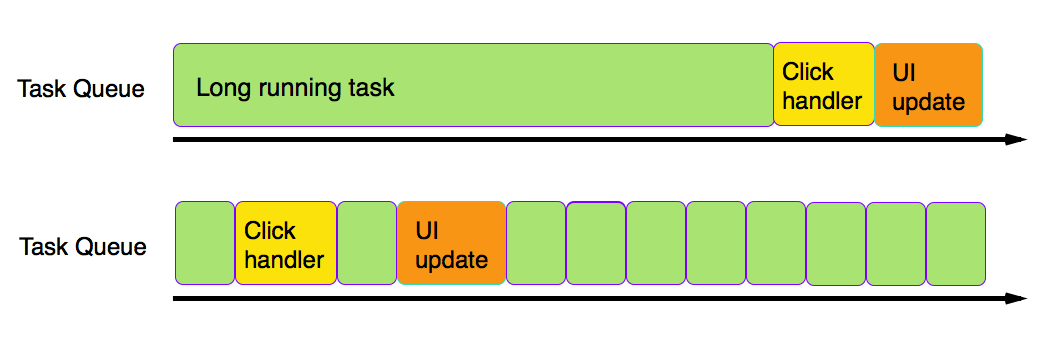 Task Queue
Long running task
Click
handler
UI
update
Task Queue
Click
handler
UI
update